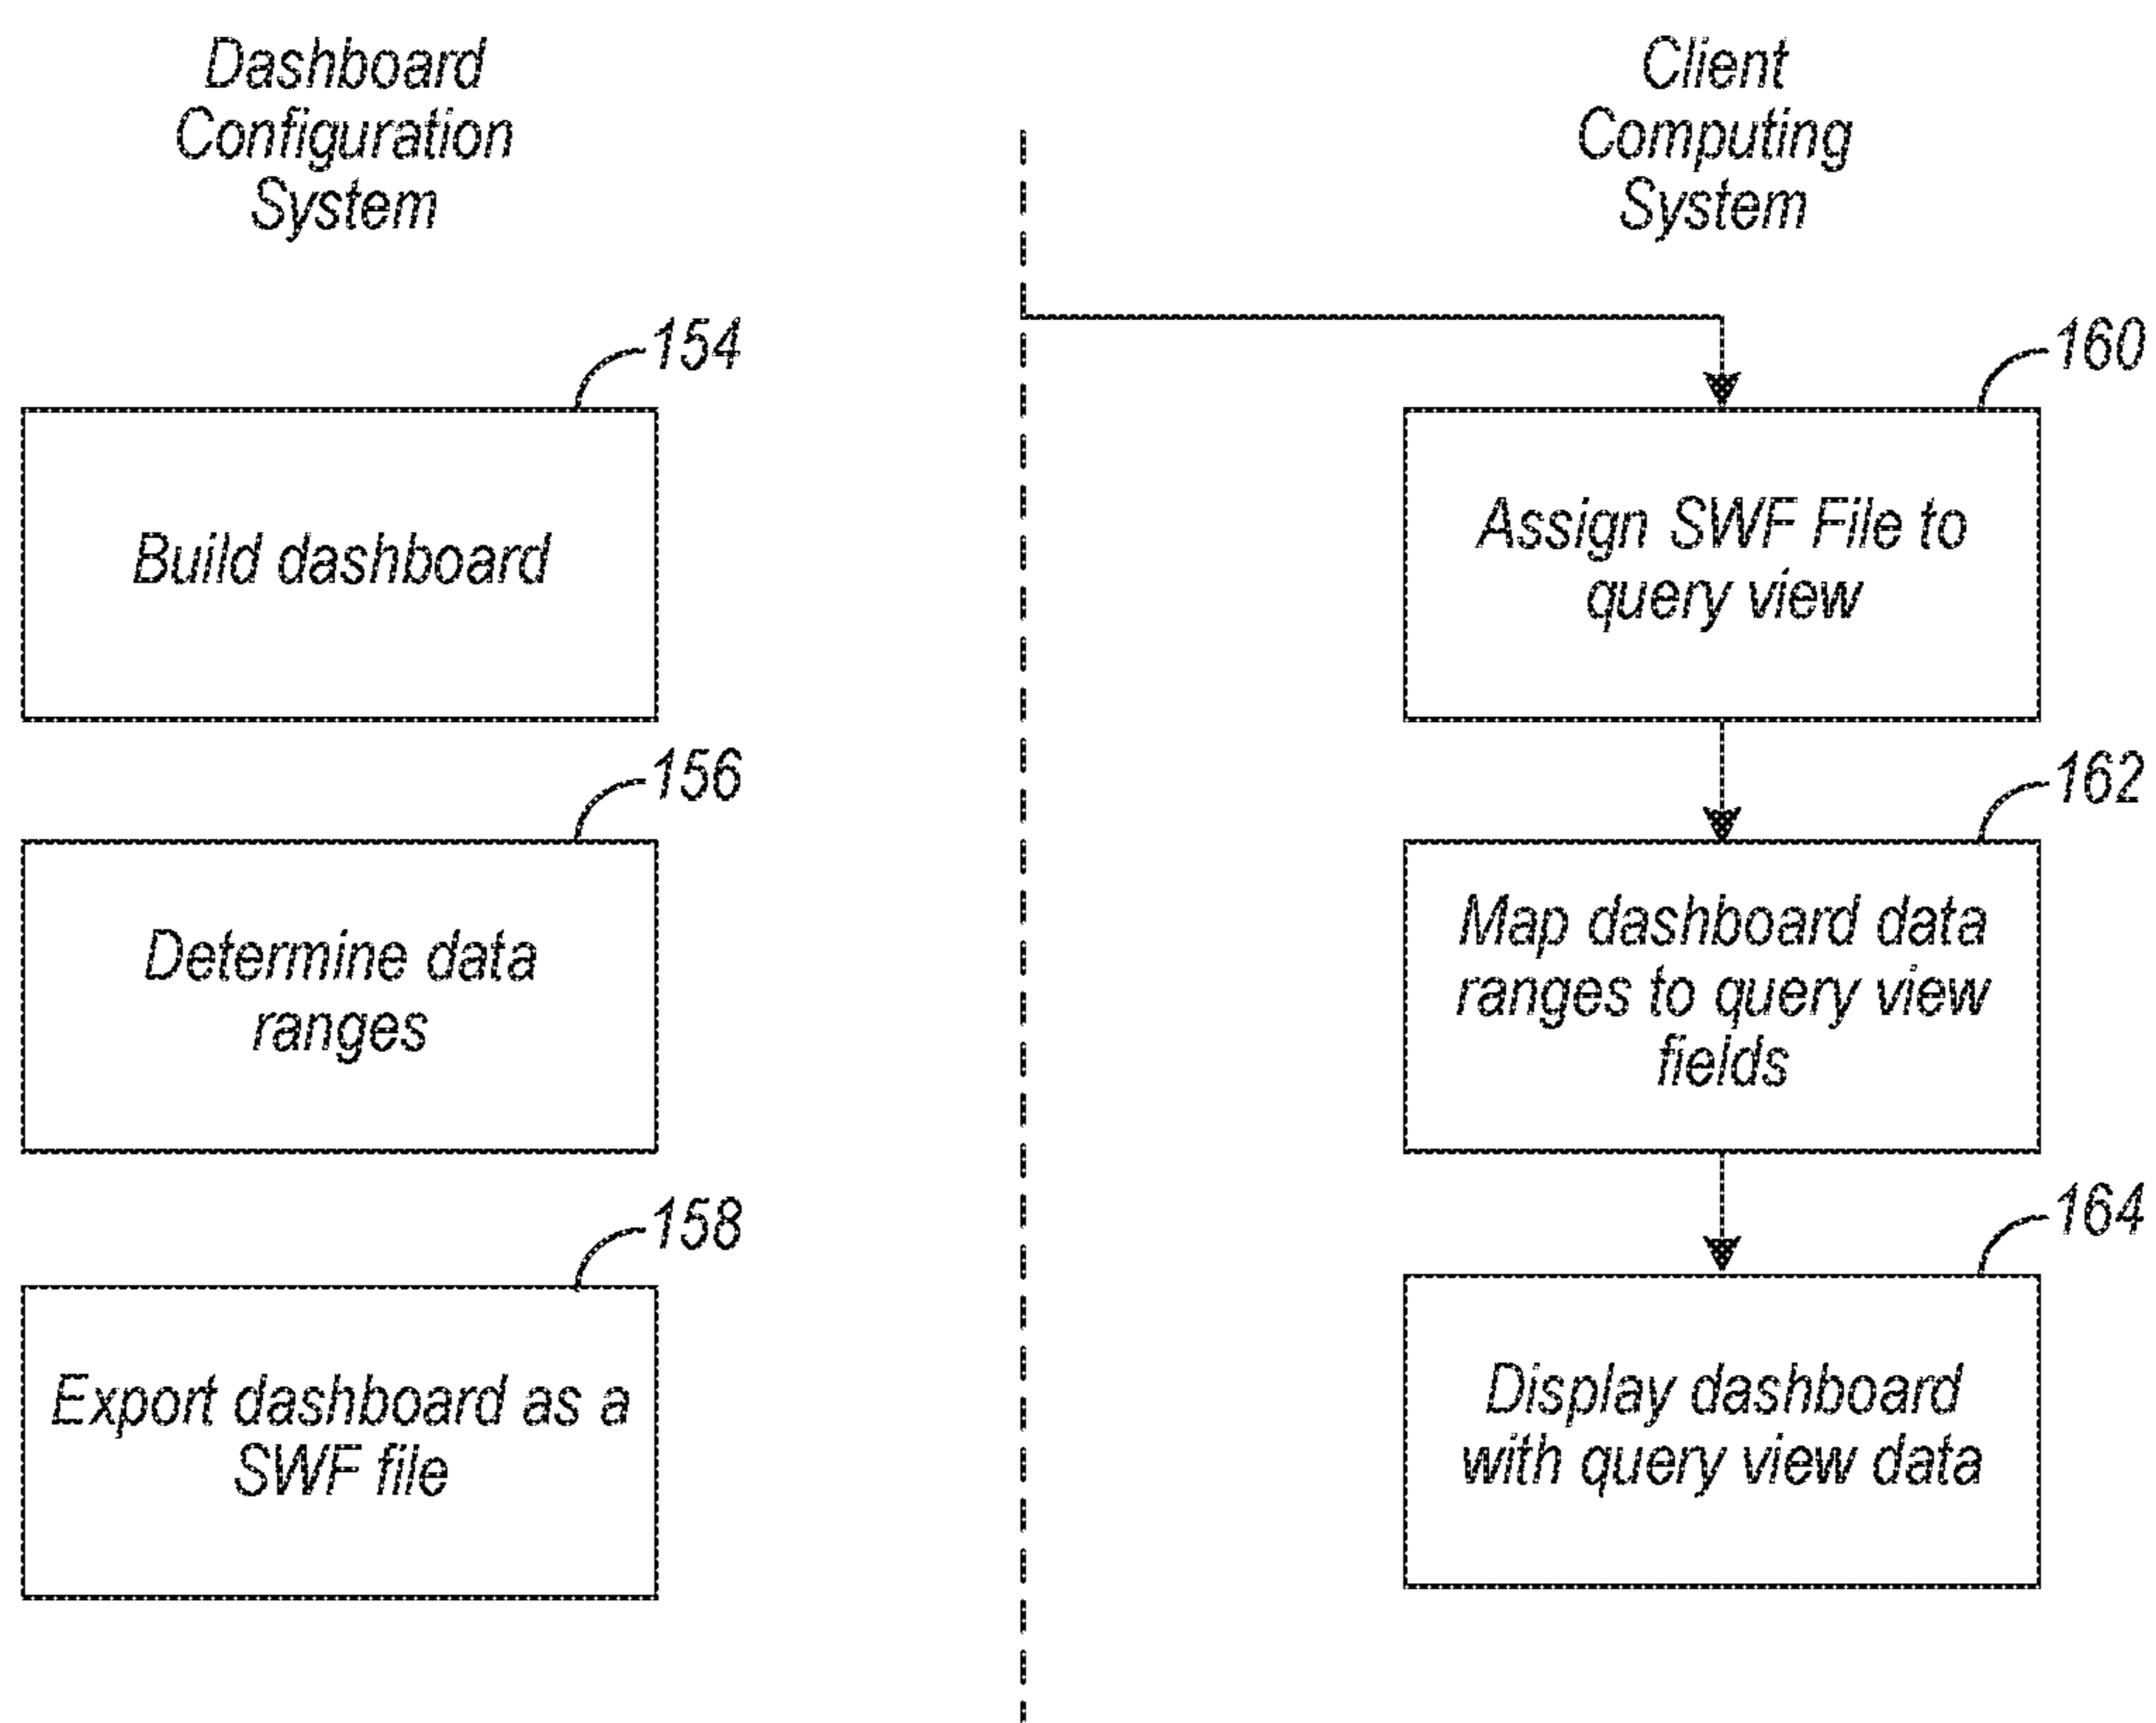 Dashboard
Configuration
System
154
Build dashboard
156
Determine data
ranges
158
Export dashboard as a
SWF file
Client
Computing
System
160
Assign SWF File to
query view
162
Map dashboard data
ranges to query view
fields
164
Display dashboard
with query view data